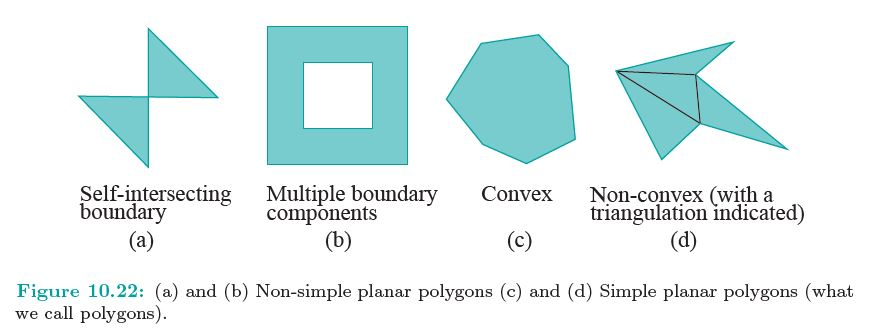 Self-intersecting
boundary
(a)
Multiple boundary
components
(b)
Convex
(c)
Non-convex (with a
triangulation indicated)
(d)
Figure 10.22: (a) and (b) Non-simple planar polygons (c) and (d) Simple planar polygons (what
we call polygons).